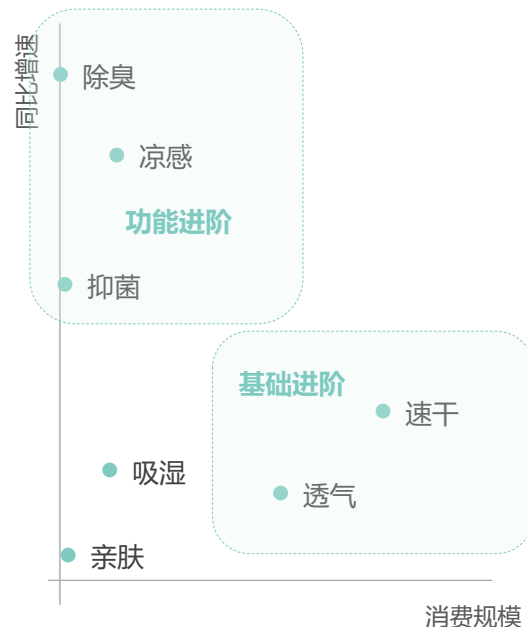 同比增速
除臭
凉感
功能进阶
抑菌
基础进阶
速干
吸湿
透气
亲肤
消费规模